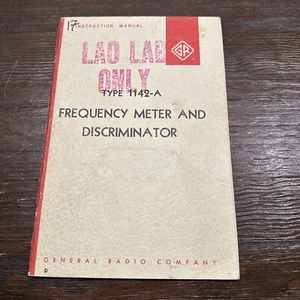 17
INSTRUCTION MANUAL
GR
LAO LAB
ONLY
TYPE 1142-A
FREQUENCY METER AND
DISCRIMINATOR
GENERAL RADIO COMPANY
D